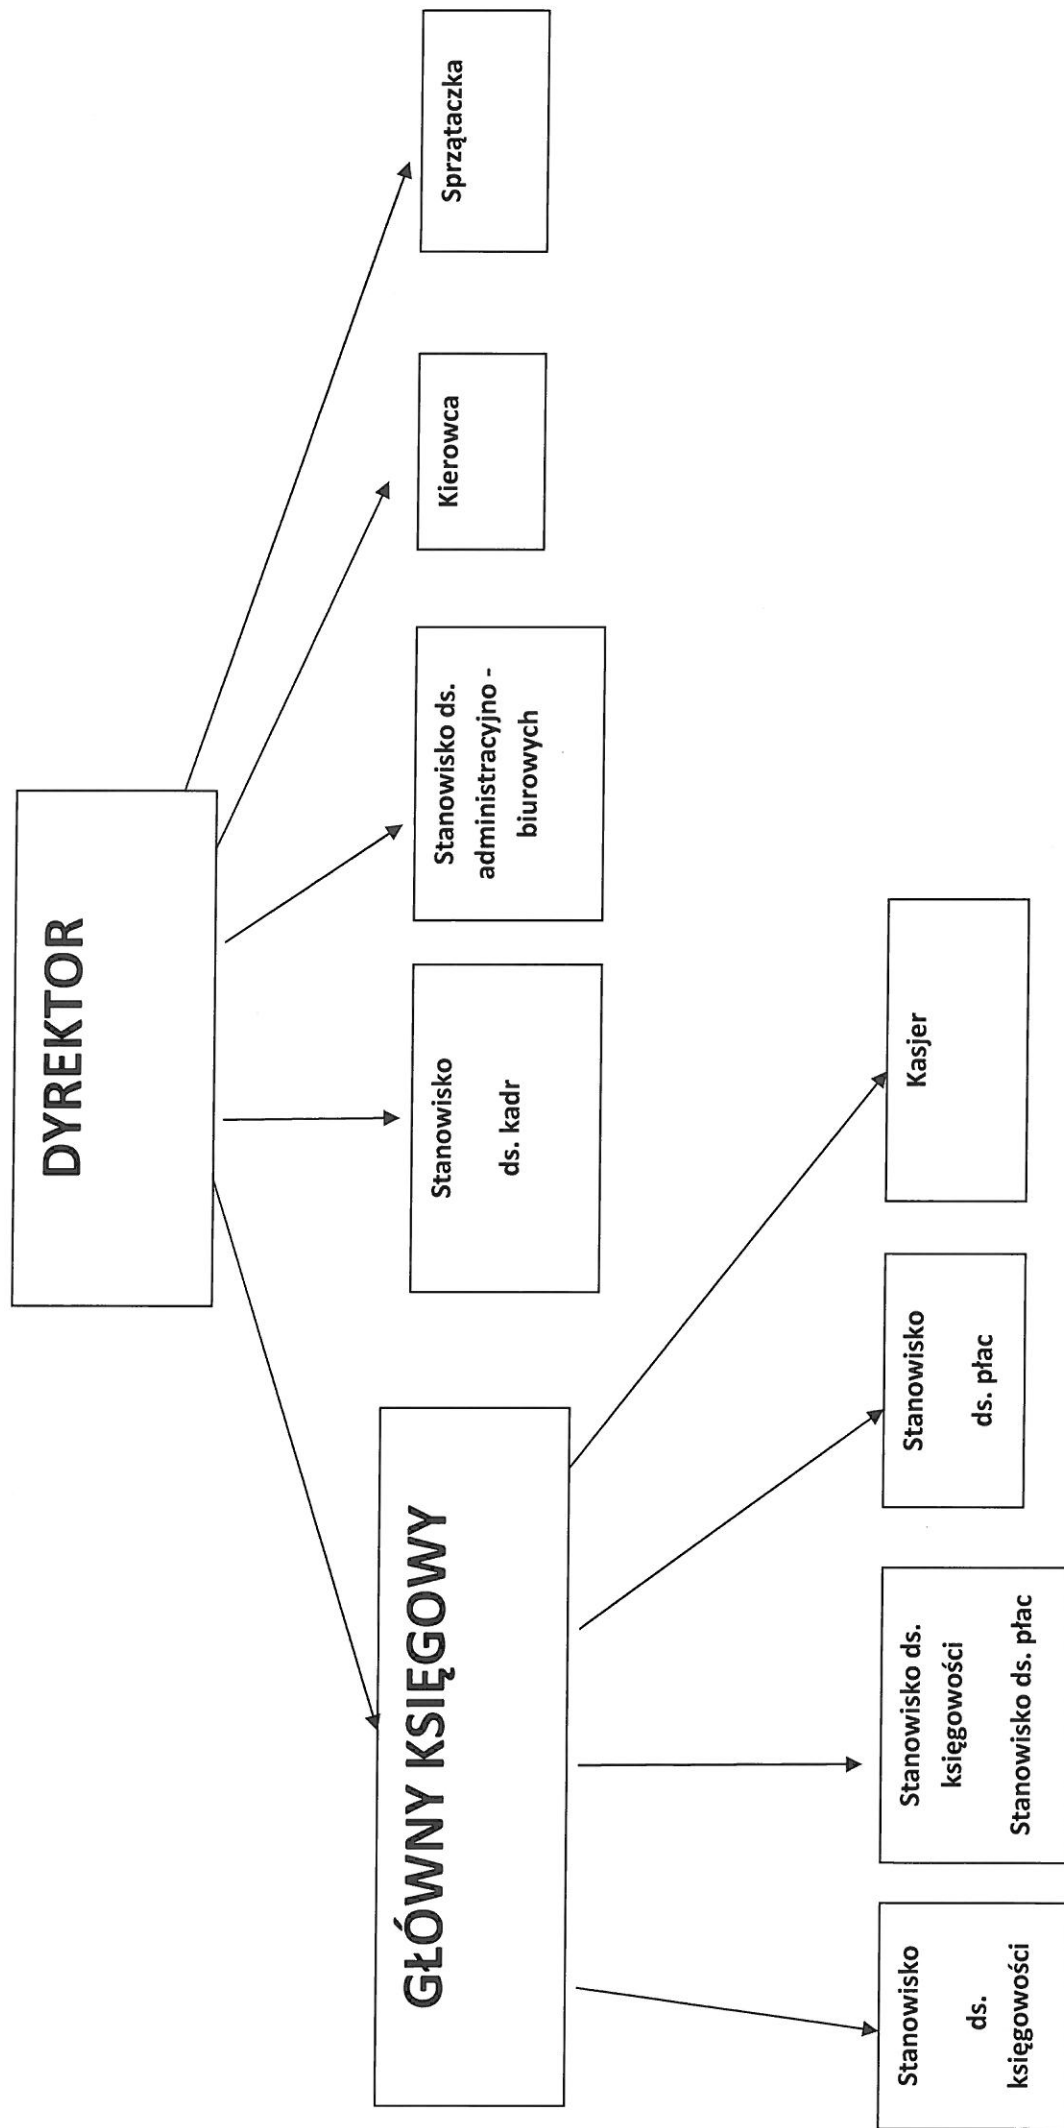 DYREKTOR
GŁÓWNY KSIĘGOWY
Stanowisko
ds. kadr
Stanowisko ds.
administracyjno -
biurowych
Kierowca
Sprzątaczka
Stanowisko
ds.
księgowości
Stanowisko ds.
księgowości
Stanowisko ds. płac
Stanowisko
ds. płac
Kasjer